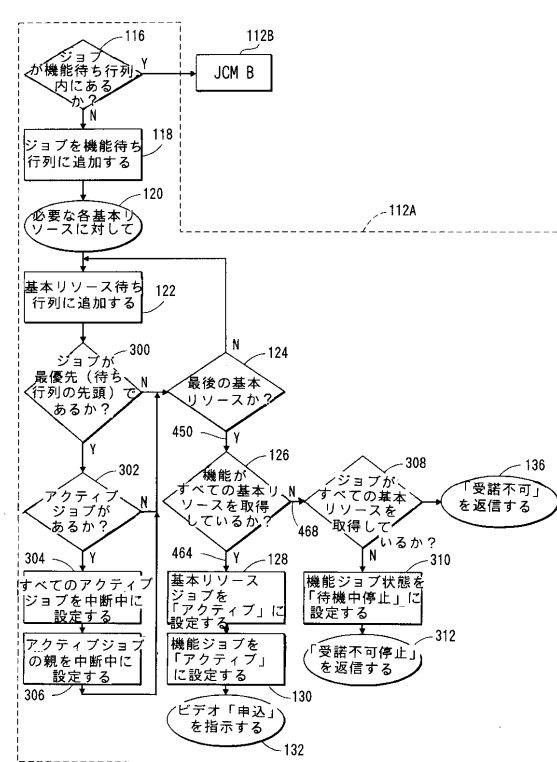 116
ジョブ
が機能待ち行列
内にある
か？
Y
N
112B
JCM B
ジョブを機能待ち
行列に追加する
118
120
必要な各基本リ
ソースに対して
112A
基本リソース待ち
行列に追加する
122
ジョブが
最優先（待ち
行列の先頭）で
あるか？
300
N
Y
124
N
最後の基本
リソースか？
450
Y
302
アクティブ
ジョブが
あるか？
N
Y
126
機能が
すべての基本リ
ソースを取得
しているか？
N
468
464
Y
308
ジョブが
すべての基本
リソースを
取得して
いるか？
N
136
「受諾不可」
を返信する
304
すべてのアクティブ
ジョブを中断中に
設定する
アクティブジョブ
の親を中断中に
設定する
306
128
基本リソース
ジョブを
「アクティブ」に
設定する
機能ジョブを
「アクティブ」
に設定する
130
ビデオ「申込」
を指示する
132
310
機能ジョブ状態を
「待機中停止」に
設定する
312
「受諾不可停止」
を返信する